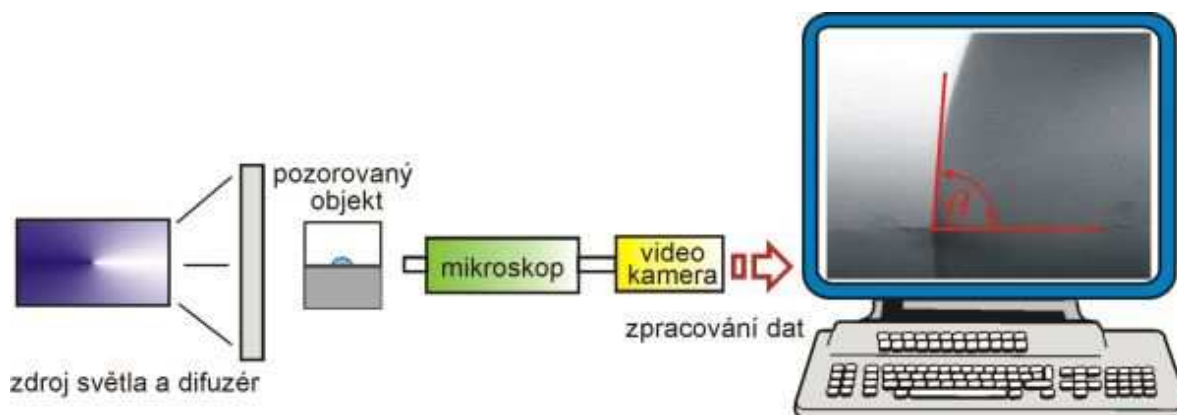 pozorovaný
objekt
mikroskop
video
kamera
zpracování dat
zdroj světla a difuzér